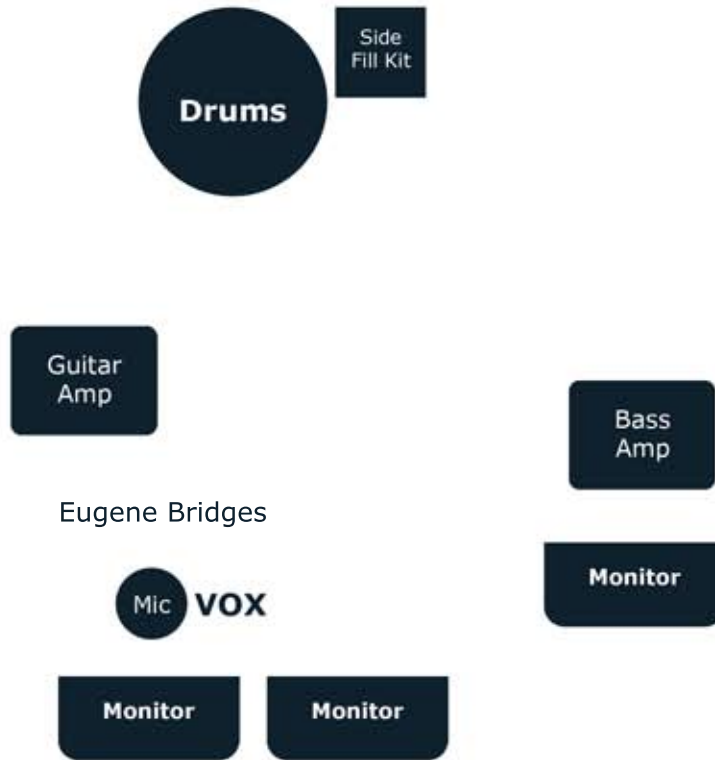 Side
Fill Kit
Drums
Guitar
Amp
Bass
Amp
Eugene Bridges
Mic VOX
Monitor
Monitor
Monitor